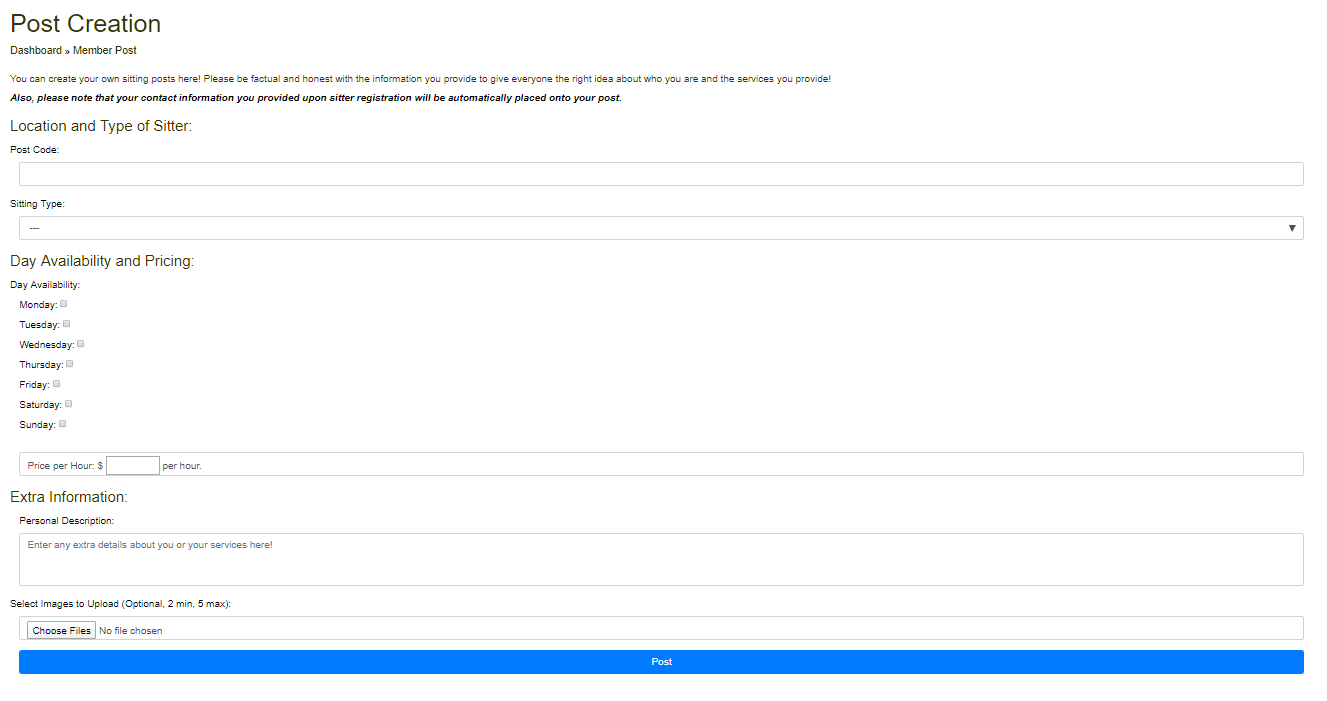 Post Creation
Dashboard » Member Post
You can create your own sitting posts here! Please be factual and honest with the information you provide to give everyone the right idea about who you are and the services you provide!
Also, please note that your contact information you provided upon sitter registration will be automatically placed onto your post.
Location and Type of Sitter:
Post Code:
Sitting Type:
---
Day Availability and Pricing:
Day Availability:
Monday:
Tuesday:
Wednesday:
Thursday:
Friday:
Saturday:
Sunday:
Price per Hour: $ per hour.
Extra Information:
Personal Description:
Enter any extra details about you or your services here!
Select Images to Upload (Optional, 2 min, 5 max):
Choose Files No file chosen
Post